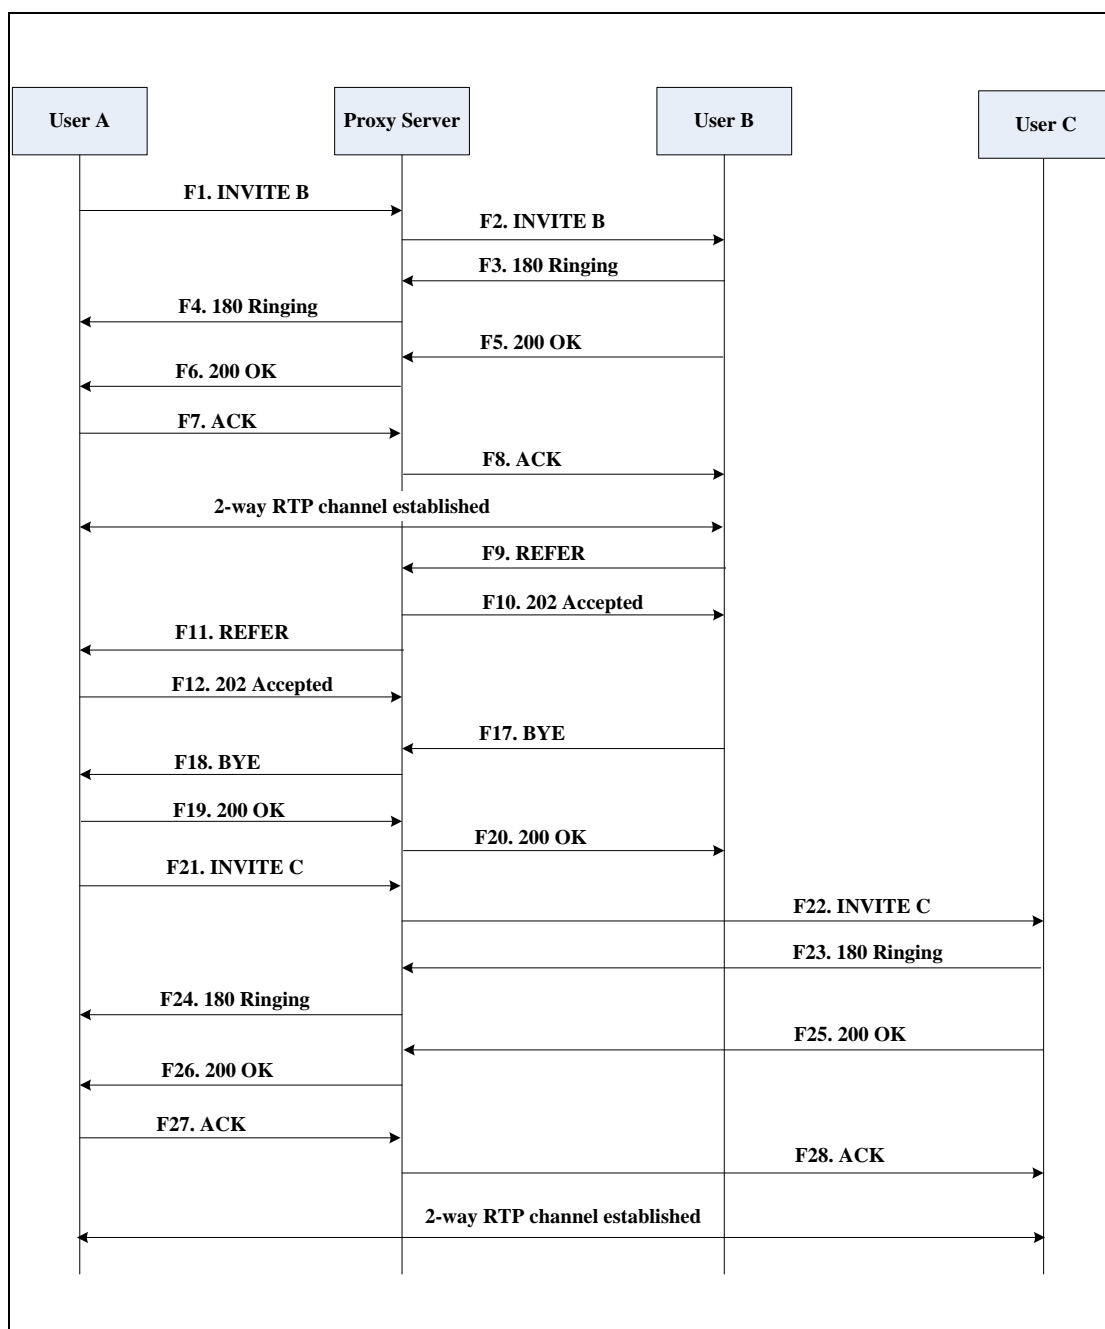 User A
Proxy Server
User B
User C
F1. INVITE B
F2. INVITE B
F3. 180 Ringing
F4. 180 Ringing
F5. 200 OK
F6. 200 OK
F7. ACK
F8. ACK
2-way RTP channel established
F9. REFER
F10. 202 Accepted
F11. REFER
F12. 202 Accepted
F17. BYE
F18. BYE
F19. 200 OK
F20. 200 OK
F21. INVITE C
F22. INVITE C
F23. 180 Ringing
F24. 180 Ringing
F25. 200 OK
F26. 200 OK
F27. ACK
F28. ACK
2-way RTP channel established